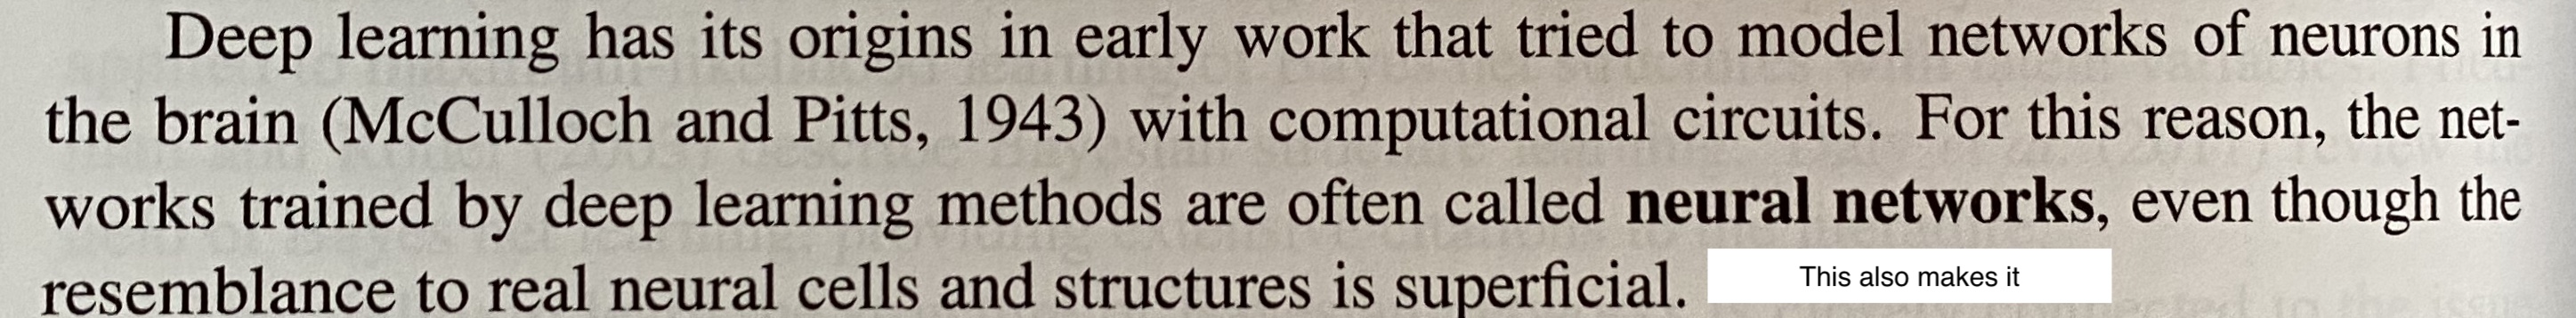 Deep learning has its origins in early work that tried to model networks of neurons in
the brain (McCulloch and Pitts, 1943) with computational circuits. For this reason, the net-
works trained by deep learning methods are often called neural networks, even though the
resemblance to real neural cells and structures is superficial. This also makes it